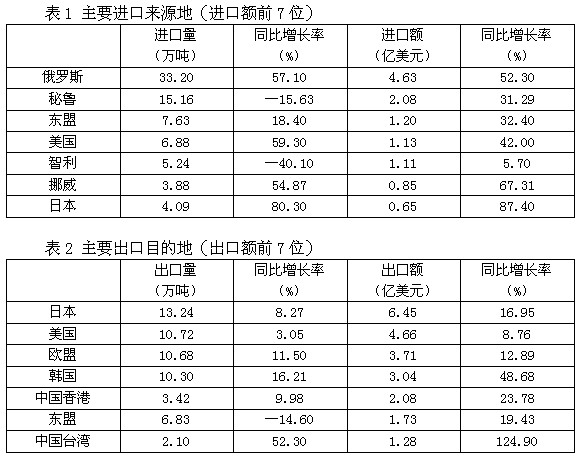 表1 主要进口来源地（进口额前7位）
进口量 同比增长率 进口额 同比增长率
（万吨） （%） （亿美元） （%）
俄罗斯 33.20 57.10 4.63 52.30
秘鲁 15.16 —15.63 2.08 31.29
东盟 7.63 18.40 1.20 32.40
美国 6.88 59.30 1.13 42.00
智利 5.24 —40.10 1.11 5.70
挪威 3.88 54.87 0.85 67.31
日本 4.09 80.30 0.65 87.40
表2 主要出口目的地（出口额前7位）
出口量 同比增长率 出口额 同比增长率
（万吨） （%） （亿美元） （%）
日本 13.24 8.27 6.45 16.95
美国 10.72 3.05 4.66 8.76
欧盟 10.68 11.50 3.71 12.89
韩国 10.30 16.21 3.04 48.68
中国香港 3.42 9.98 2.08 23.78
东盟 6.83 —14.60 1.73 19.43
中国台湾 2.10 52.30 1.28 124.90